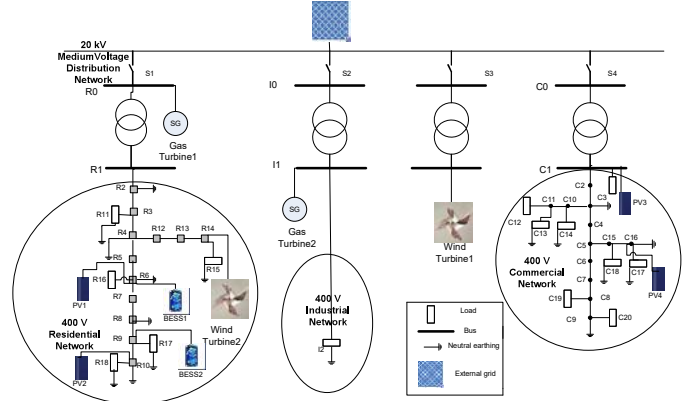 20 kV
MediumVoltage
Distribution
Network
S1
S2
S3
S4
R0
I0
C0
SG
Gas
Turbine1
R1
I1
C1
SG
Gas
Turbine2
Wind
Turbine1
R2
R3
R11
R4
R12
R13
R14
R15
R5
R16
R6
PV1
BESS1
Wind
Turbine2
R7
R8
400 V
Residential
Network
R9
R17
R18
R10
PV2
BESS2
400 V
Industrial
Network
I2
C2
PV3
C11
C10
C3
C12
C13
C14
C4
C5
C15
C16
C6
C18
C17
400 V
Commercial
Network
C7
PV4
C19
C8
C9
C20
Load
Bus
Neutral earthing
External grid